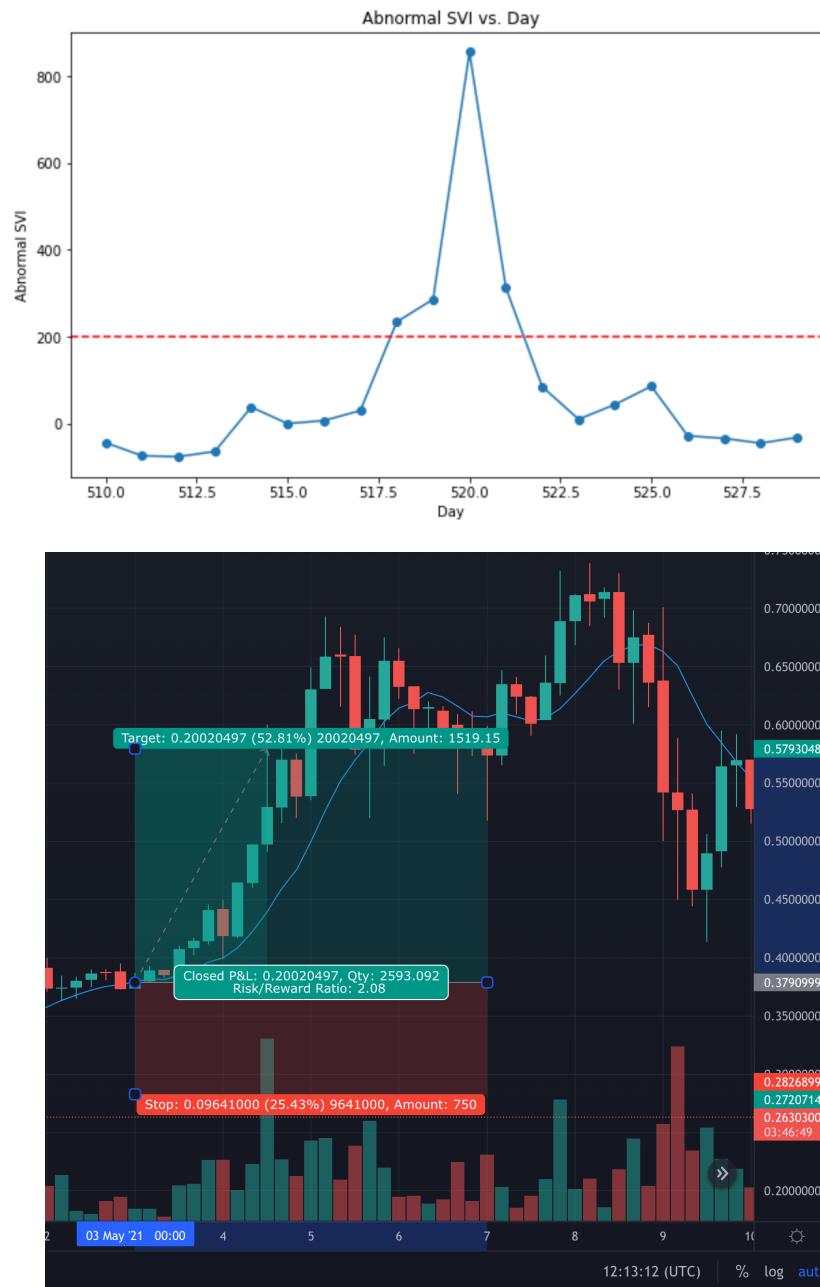 Abnormal SVI vs. Day
800
600
400
200
0
Abnormal SVI
510.0 512.5 515.0 517.5 520.0 522.5 525.0 527.5
Day
0.7000000
0.6500000
0.6000000
Target: 0.20020497 (52.81%) 20020497, Amount: 1519.15
0.5793048
0.5500000
0.5000000
0.4500000
0.4000000
Closed P&L: 0.20020497, Qty: 2593.092
Risk/Reward Ratio: 2.08
0.3790999
0.3500000
0.2826899
Stop: 0.09641000 (25.43%) 9641000, Amount: 750
0.2720714
0.2630300
03:46:49
0.2000000
2 03 May '21 00:00 4 5 6 7 8 9 10
12:13:12 (UTC) % log aut